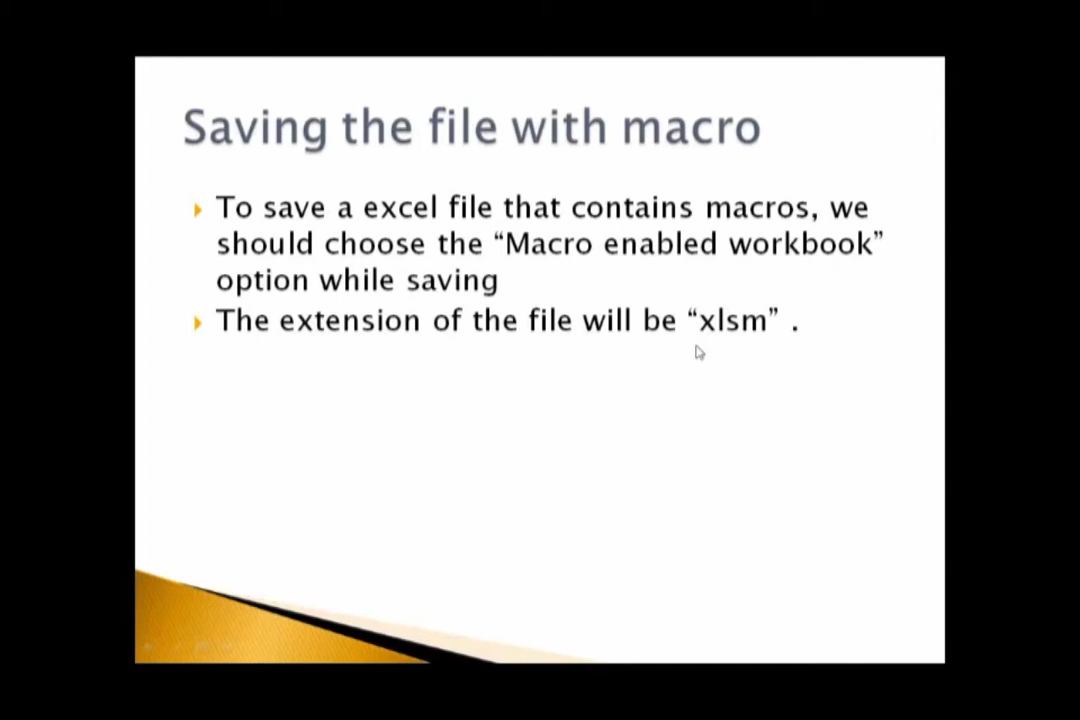 Saving the file with macro
To save a excel file that contains macros, we
should choose the “Macro enabled workbook”
option while saving
The extension of the file will be “xlsm” .